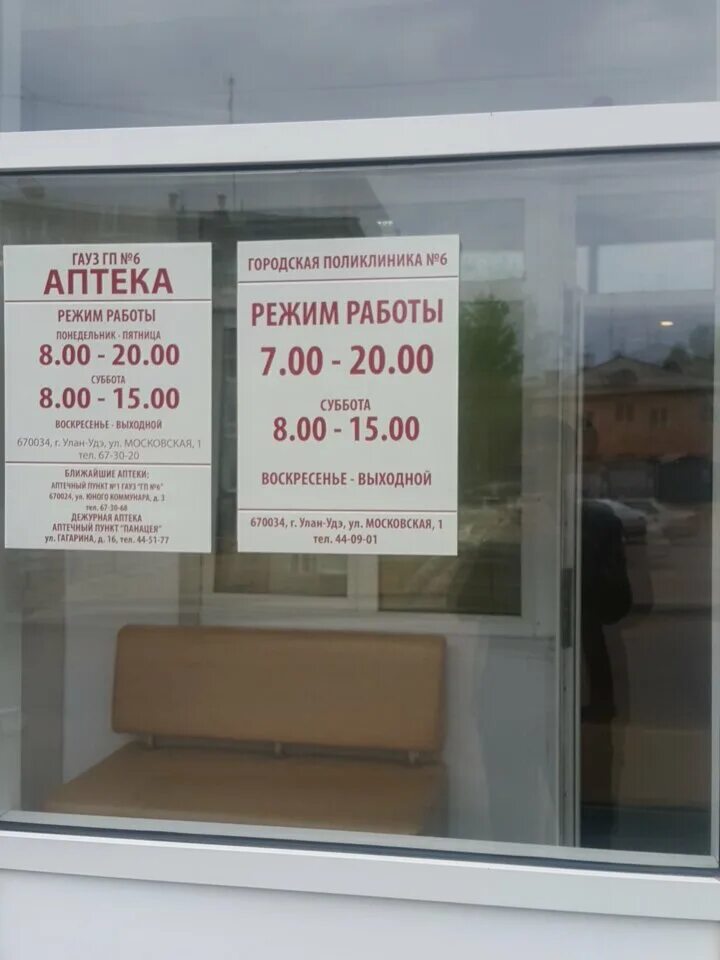 ГАУЗ ГП №6
АПТЕКА
РЕЖИМ РАБОТЫ
ПОНЕДЕЛЬНИК - ПЯТНИЦА
8.00 - 20.00
СУББОТА
8.00 - 15.00
ВОСКРЕСЕНЬЕ - ВЫХОДНОЙ
670034, г. Улан-Удэ, ул. МОСКОВСКАЯ, 1
тел. 67-30-20
БЛИЖАЙШИЕ АПТЕКИ:
АПТЕЧНЫЙ ПУНКТ №1 ГАУЗ "ГП №6"
670024, ул. ЮНОГО КОММУНАРА, д. 3
тел. 67-30-68
ДЕЖУРНАЯ АПТЕКА
АПТЕЧНЫЙ ПУНКТ "ПАНАЦЕЯ"
ул. ГАГАРИНА, д. 16, тел. 44-51-77
ГОРОДСКАЯ ПОЛИКЛИНИКА №6
РЕЖИМ РАБОТЫ
7.00 - 20.00
СУББОТА
8.00 - 15.00
ВОСКРЕСЕНЬЕ - ВЫХОДНОЙ
670034, г. Улан-Удэ, ул. МОСКОВСКАЯ, 1
тел. 44-09-01